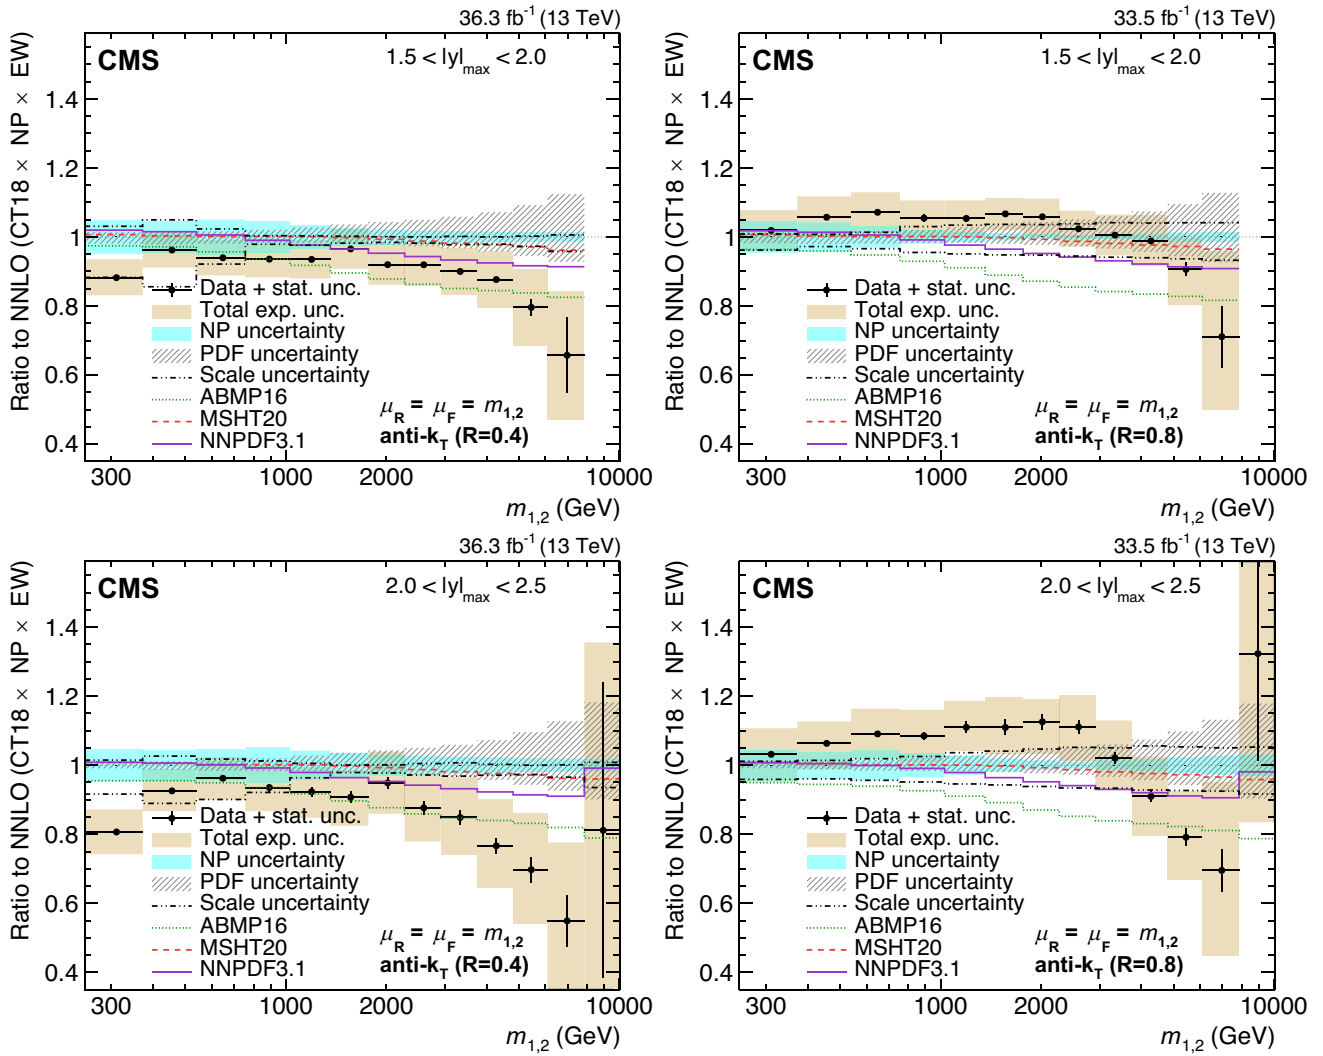 36.3 fb⁻¹ (13 TeV)
CMS
1.5 < |y|max < 2.0
Ratio to NNLO (CT18 × NP × EW)
1.4
1.2
1
0.8
0.6
0.4
Data + stat. unc.
Total exp. unc.
NP uncertainty
PDF uncertainty
Scale uncertainty
ABMP16
MSHT20
NNPDF3.1
μR = μF = m1,2
anti-kT (R=0.4)
300 1000 2000 10000
m1,2 (GeV)
33.5 fb⁻¹ (13 TeV)
CMS
1.5 < |y|max < 2.0
Ratio to NNLO (CT18 × NP × EW)
1.4
1.2
1
0.8
0.6
0.4
Data + stat. unc.
Total exp. unc.
NP uncertainty
PDF uncertainty
Scale uncertainty
ABMP16
MSHT20
NNPDF3.1
μR = μF = m1,2
anti-kT (R=0.8)
300 1000 2000 10000
m1,2 (GeV)
36.3 fb⁻¹ (13 TeV)
CMS
2.0 < |y|max < 2.5
Ratio to NNLO (CT18 × NP × EW)
1.4
1.2
1
0.8
0.6
0.4
Data + stat. unc.
Total exp. unc.
NP uncertainty
PDF uncertainty
Scale uncertainty
ABMP16
MSHT20
NNPDF3.1
μR = μF = m1,2
anti-kT (R=0.4)
300 1000 2000 10000
m1,2 (GeV)
33.5 fb⁻¹ (13 TeV)
CMS
2.0 < |y|max < 2.5
Ratio to NNLO (CT18 × NP × EW)
1.4
1.2
1
0.8
0.6
0.4
Data + stat. unc.
Total exp. unc.
NP uncertainty
PDF uncertainty
Scale uncertainty
ABMP16
MSHT20
NNPDF3.1
μR = μF = m1,2
anti-kT (R=0.8)
300 1000 2000 10000
m1,2 (GeV)